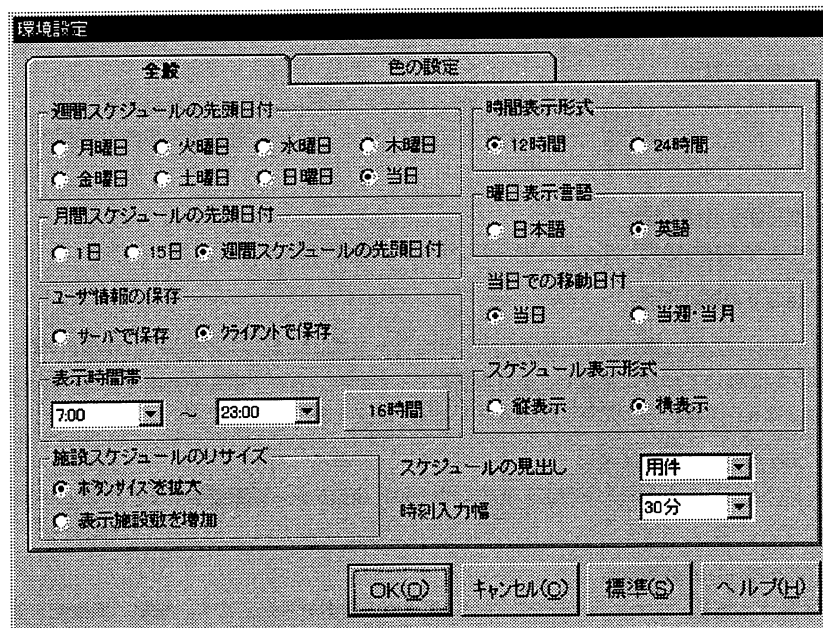 環境設定
全般
色の設定
週間スケジュールの先頭日付
月曜日 火曜日 水曜日 木曜日
金曜日 土曜日 日曜日 当日
月間スケジュールの先頭日付
1日 15日 週間スケジュールの先頭日付
ユーザ情報の保存
サーバで保存 クライアントで保存
表示時間帯
7:00 ～ 23:00 16時間
施設スケジュールのリサイズ
ボタンサイズを拡大
表示施設数を増加
時間表示形式
12時間 24時間
曜日表示言語
日本語 英語
当日での移動日付
当日 当週・当月
スケジュール表示形式
縦表示 横表示
スケジュールの見出し 用件
時刻入力幅 30分
OK(O) キャンセル(C) 標準(S) ヘルプ(H)